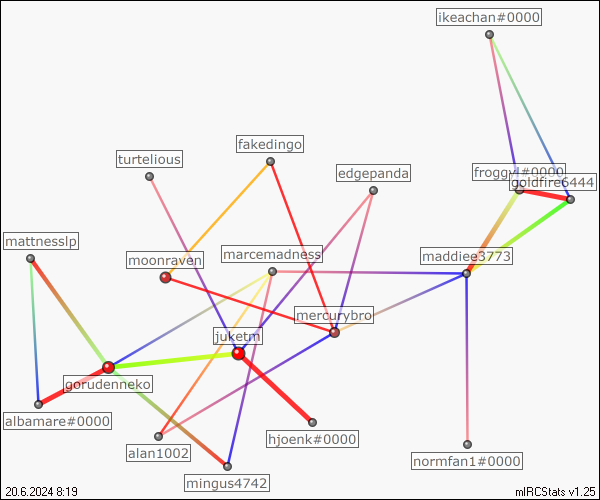 ikeachan#0000
fakedingo
turtelious
edgepanda
froggyl#0000
goldfire6444
mattnesslp
moonraven
marcemadness
maddiee3773
mercurybro
juketm
gorudenneko
albamare#0000
hjoenk#0000
alan1002
normfan1#0000
mingus4742
20.6.2024 8:19
mIRCStats v1.25